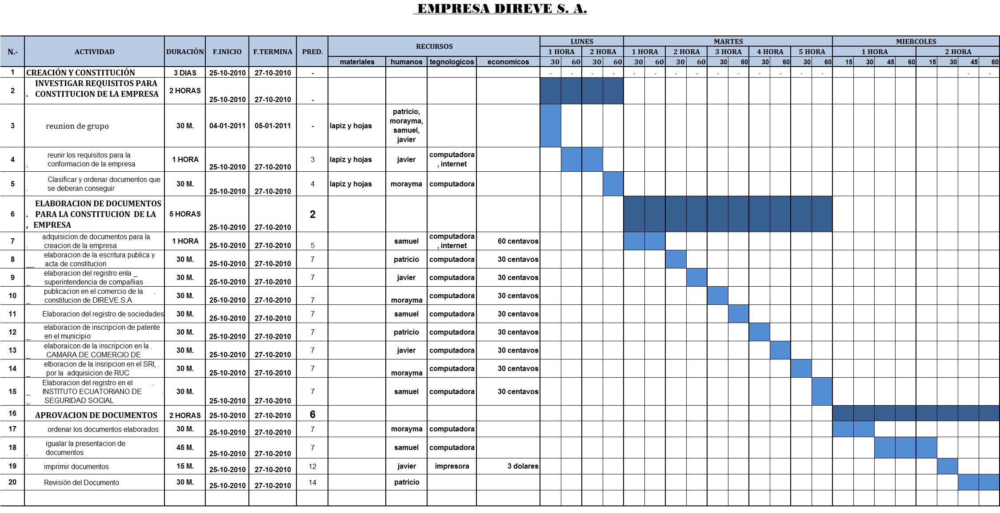 EMPRESA DIREVE S. A.
N.- ACTIVIDAD DURACIÓN F.INICIO F.TERMINA PRED. RECURSOS LUNES MARTES MIERCOLES
1 HORA 2 HORA 1 HORA 2 HORA 3 HORA 4 HORA 5 HORA 1 HORA 2 HORA
materiales humanos tegnologicos economicos 30 60 30 60 30 60 30 60 30 60 30 60 30 60 15 30 45 60 15 30 45 60
1 CREACIÓN Y CONSTITUCIÓN 3 DIAS 25-10-2010 27-10-2010 - - - - - - - - - - - - - - - - - -
INVESTIGAR REQUISITOS PARA
2 . CONSTITUCION DE LA EMPRESA 2 HORAS 25-10-2010 27-10-2010 -
3 reunion de grupo 30 M. 04-01-2011 05-01-2011 - lapiz y hojas patricio,
morayma,
samuel,
javier
4 reunir los requisitos para la
, conformacion de la empresa 1 HORA 25-10-2010 27-10-2010 3 lapiz y hojas javier computadora
, internet
5 Clasificar y ordenar documentos que
. se deberan conseguir 30 M. 25-10-2010 27-10-2010 4 lapiz y hojas morayma computadora
ELABORACION DE DOCUMENTOS
6 . PARA LA CONSTITUCION DE LA
, EMPRESA 5 HORAS 25-10-2010 27-10-2010 2
7 adquisicion de documentos para la
. creacion de la empresa 1 HORA 25-10-2010 27-10-2010 5 samuel computadora
, internet 60 centavos
8 elaboracion de la escritura publica y
__ acta de constitucion 30 M. 25-10-2010 27-10-2010 7 patricio computadora 30 centavos
9 elaboracion del registro enla _
_ superintendencia de compañias 30 M. 25-10-2010 27-10-2010 7 javier computadora 30 centavos
10 publicacion en el comercio de la .
_ constitucion de DIREVE.S.A 30 M. 25-10-2010 27-10-2010 7 morayma computadora 30 centavos
11 Elaboracion del registro de sociedades 30 M. 25-10-2010 27-10-2010 7 samuel computadora 30 centavos
12 elaboracion de inscripcion de patente
_ en el municipio 30 M. 25-10-2010 27-10-2010 7 patricio computadora 30 centavos
13 elaboraicon de la inscripcion en la .
_ CAMARA DE COMERCIO DE 30 M. 25-10-2010 27-10-2010 7 javier computadora 30 centavos
14 elboracion de la insripcion en el SRI, .
_ por la adquisicion de RUC 30 M. 25-10-2010 27-10-2010 7 morayma computadora 30 centavos
Elaboracion del registro en el .
15 _ INSTITUTO ECUATORIANO DE .
_ SEGURIDAD SOCIAL 30 M. 25-10-2010 27-10-2010 7 samuel computadora 30 centavos
16 APROVACION DE DOCUMENTOS 2 HORAS 25-10-2010 27-10-2010 6
17 ordenar los documentos elaborados 30 M. 25-10-2010 27-10-2010 7 morayma computadora
18 igualar la presentacion de
, documentos 45 M. 25-10-2010 27-10-2010 7 samuel computadora
19 imprimir documentos 15 M. 25-10-2010 27-10-2010 12 javier impresora 3 dolares
20 Revisión del Documento 30 M. 25-10-2010 27-10-2010 14 patricio